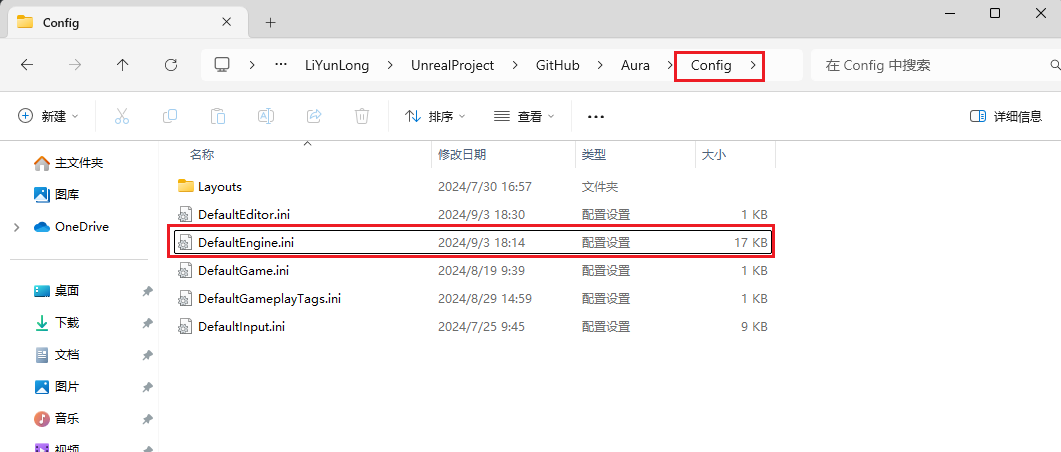 Config
LiYunLong UnrealProject GitHub Aura Config 在 Config 中搜索
新建 排序 查看 详细信息
名称 修改日期 类型 大小
主文件夹
图库
OneDrive
桌面
下载
文档
图片
音乐
视频
Layouts 2024/7/30 16:57 文件夹
DefaultEditor.ini 2024/9/3 18:30 配置设置 1 KB
DefaultEngine.ini 2024/9/3 18:14 配置设置 17 KB
DefaultGame.ini 2024/8/19 9:39 配置设置 1 KB
DefaultGameplayTags.ini 2024/8/29 14:59 配置设置 1 KB
DefaultInput.ini 2024/7/25 9:45 配置设置 9 KB